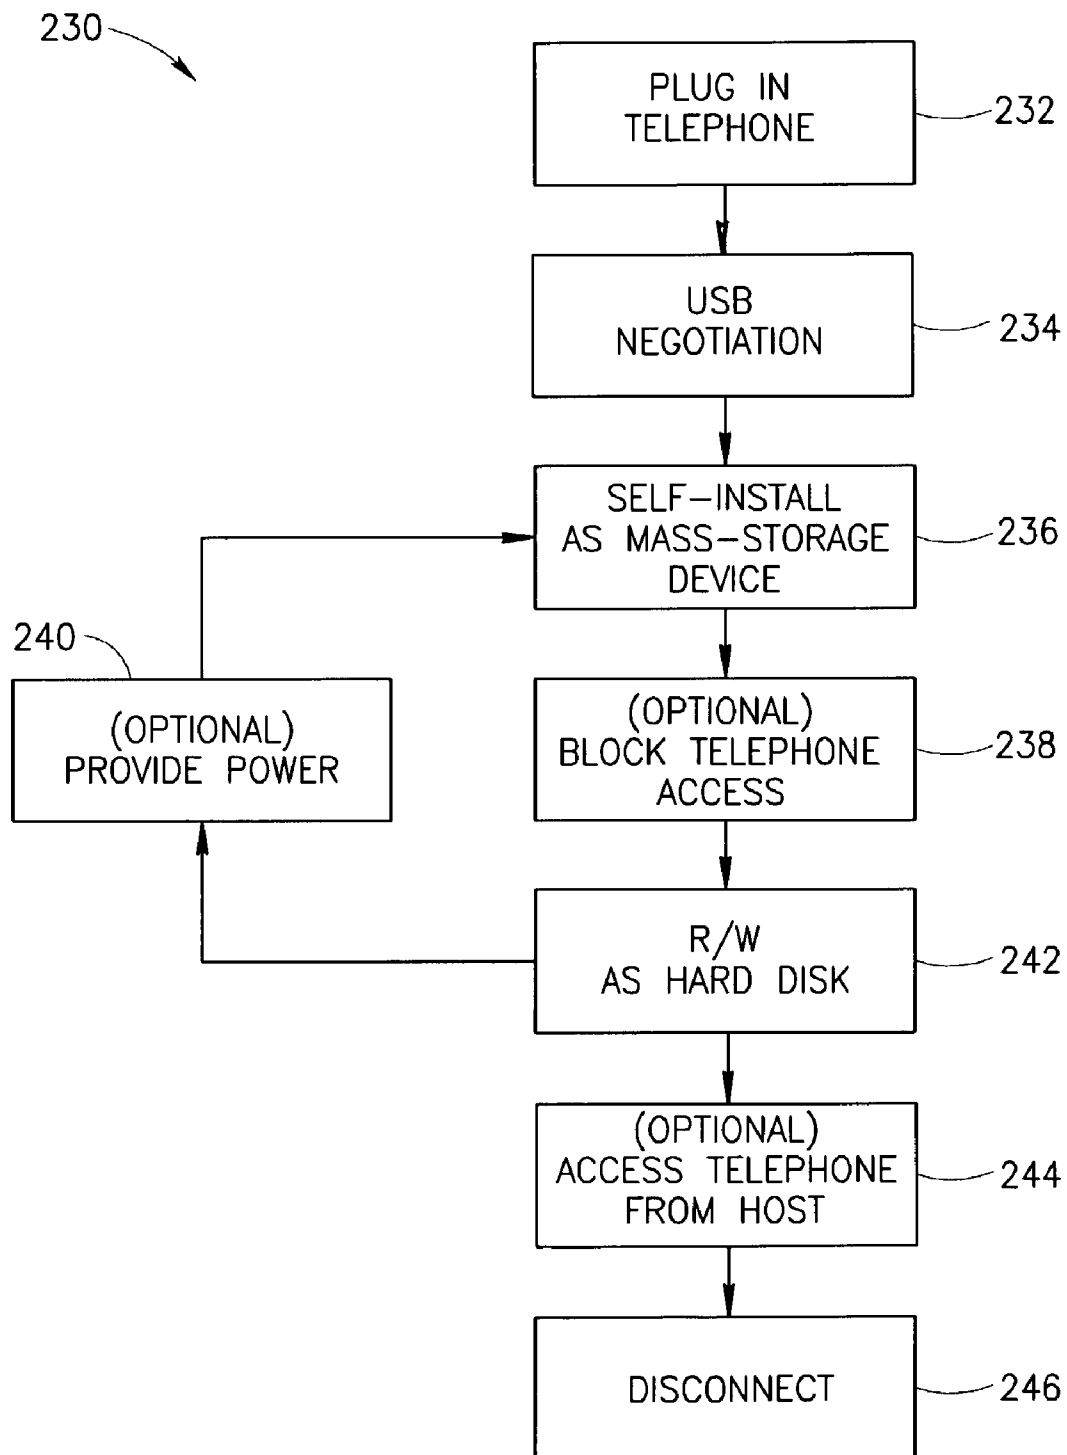 230
PLUG IN
TELEPHONE
232
USB
NEGOTIATION
234
SELF-INSTALL
AS MASS-STORAGE
DEVICE
236
240
(OPTIONAL)
PROVIDE POWER
(OPTIONAL)
BLOCK TELEPHONE
ACCESS
238
R/W
AS HARD DISK
242
(OPTIONAL)
ACCESS TELEPHONE
FROM HOST
244
DISCONNECT
246